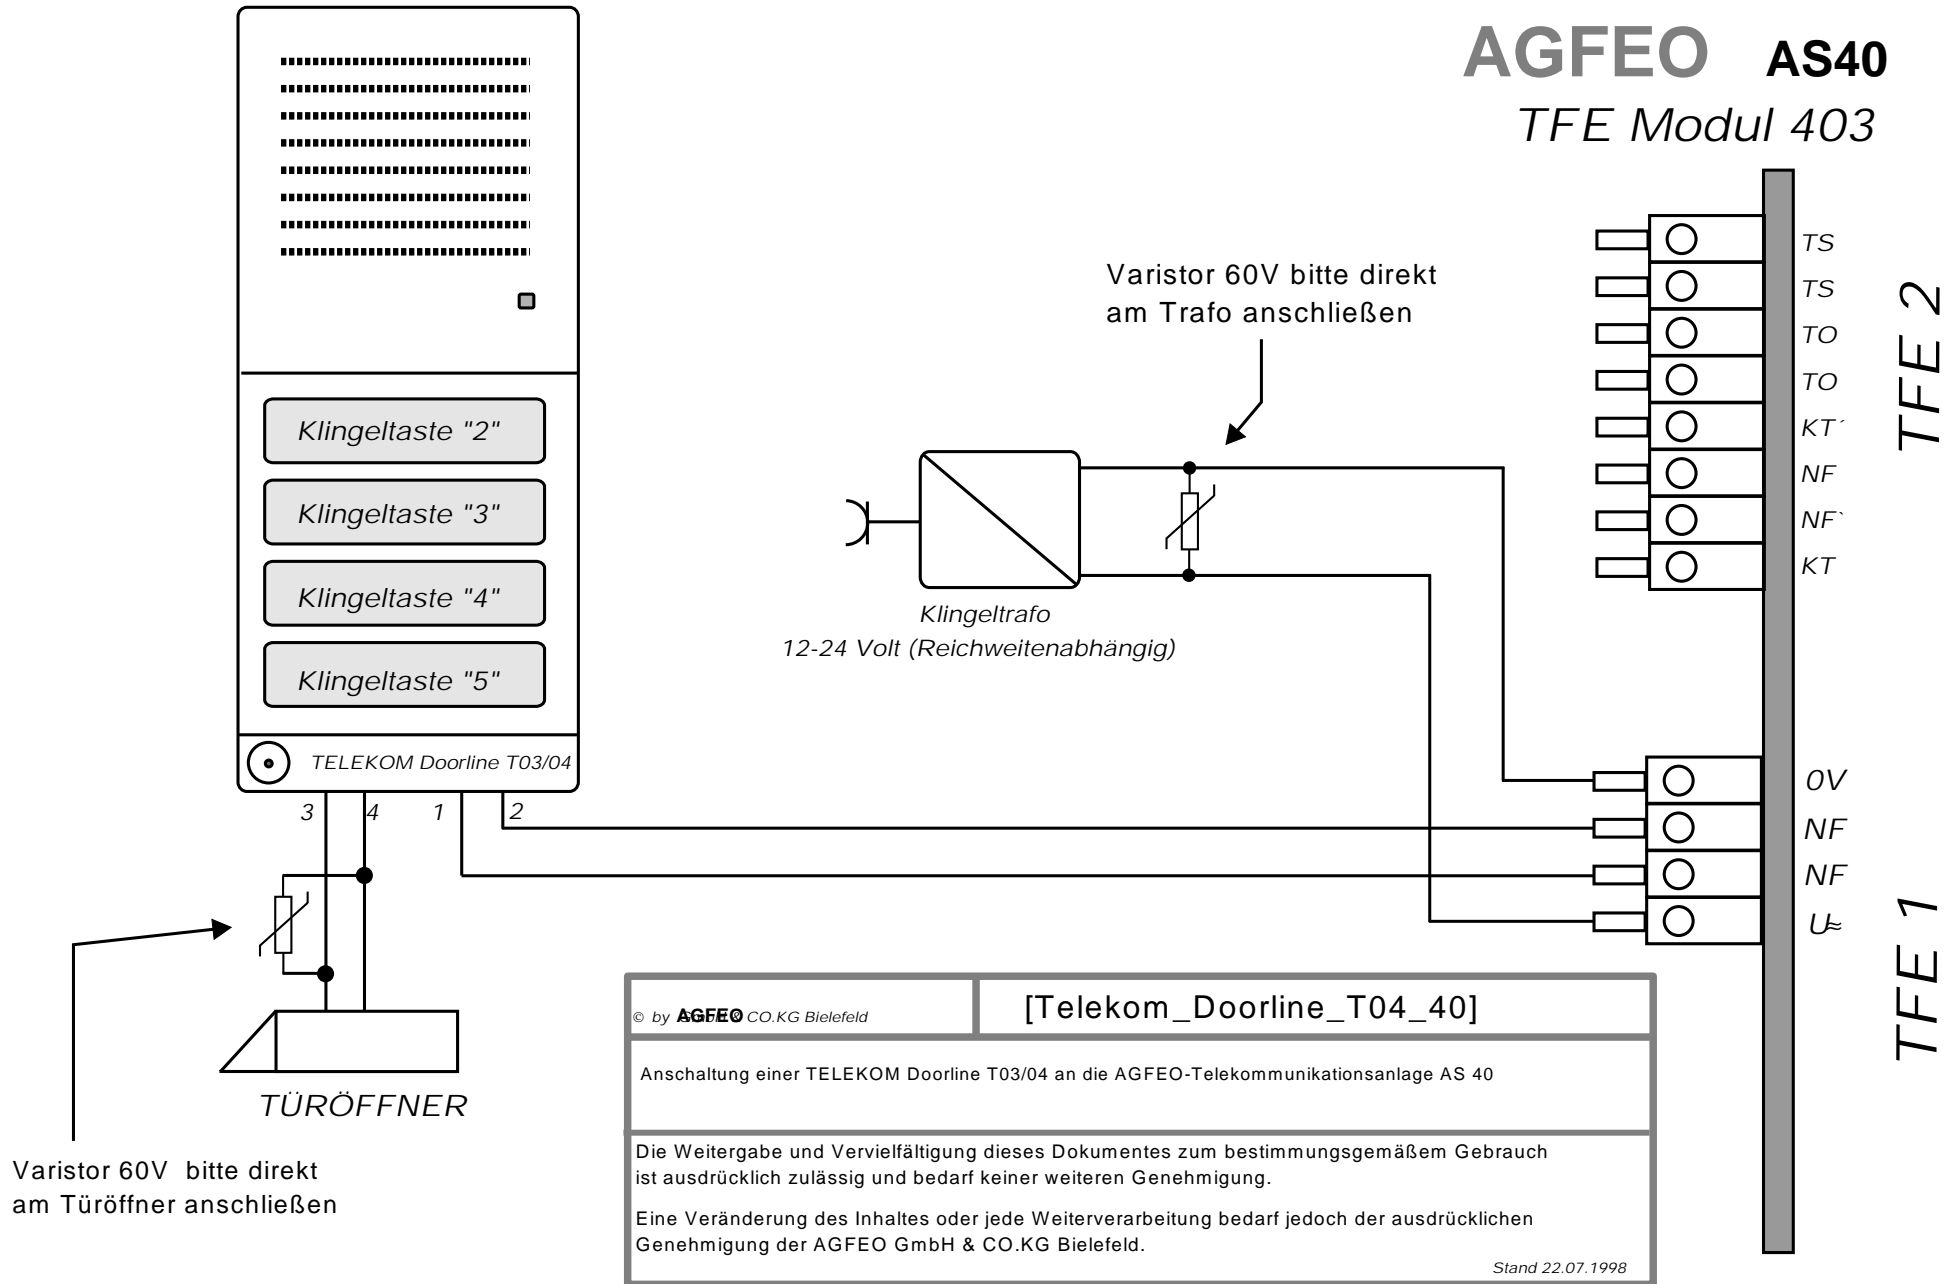 AGFEO AS40
TFE Modul 403
TS
TS
TO
TO
KT´
NF
NF`
KT
TFE 2
Varistor 60V bitte direkt
am Trafo anschließen
Klingeltaste "2"
Klingeltaste "3"
Klingeltaste "4"
Klingeltaste "5"
TELEKOM Doorline T03/04
3 4 1 2
Klingeltrafo
12-24 Volt (Reichweitenabhängig)
0V
NF
NF
U≈
TFE 1
TÜRÖFFNER
Varistor 60V bitte direkt
am Türöffner anschließen
© by AGFEO GmbH & CO.KG Bielefeld
[Telekom_Doorline_T04_40]
Anschaltung einer TELEKOM Doorline T03/04 an die AGFEO-Telekommunikationsanlage AS 40
Die Weitergabe und Vervielfältigung dieses Dokumentes zum bestimmungsgemäßem Gebrauch
ist ausdrücklich zulässig und bedarf keiner weiteren Genehmigung.
Eine Veränderung des Inhaltes oder jede Weiterverarbeitung bedarf jedoch der ausdrücklichen
Genehmigung der AGFEO GmbH & CO.KG Bielefeld.
Stand 22.07.1998